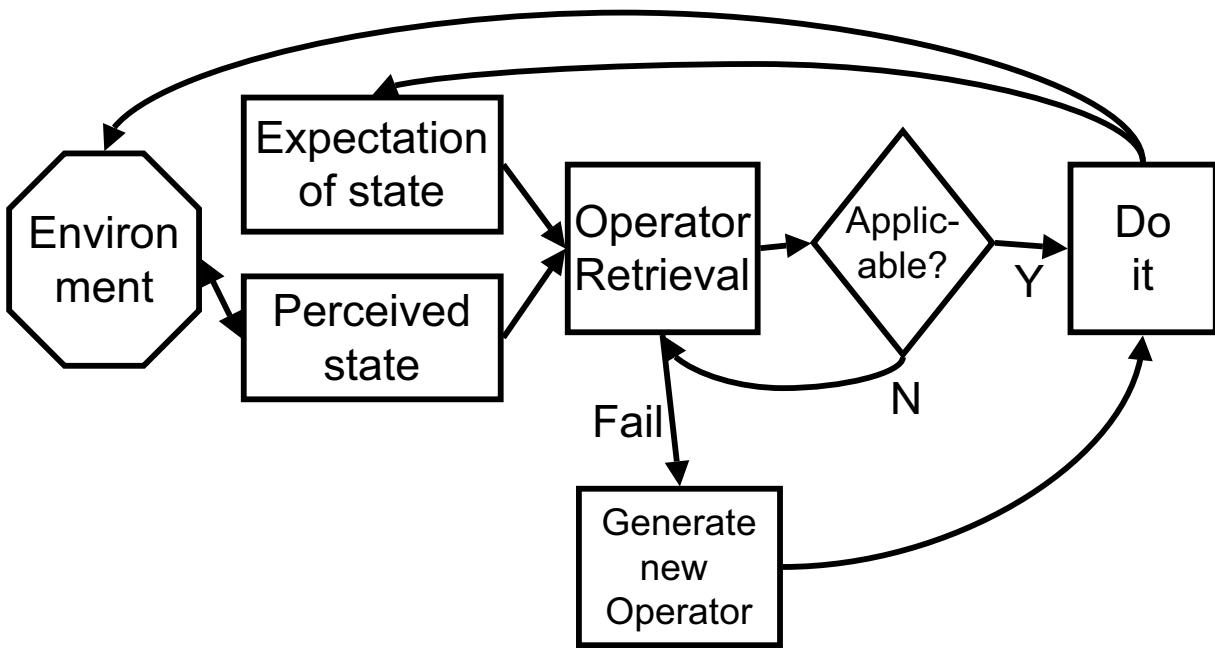 Expectation
of state
Environ
ment
Perceived
state
Operator
Retrieval
Applic-
able?
Y
N
Do
it
Fail
Generate
new
Operator